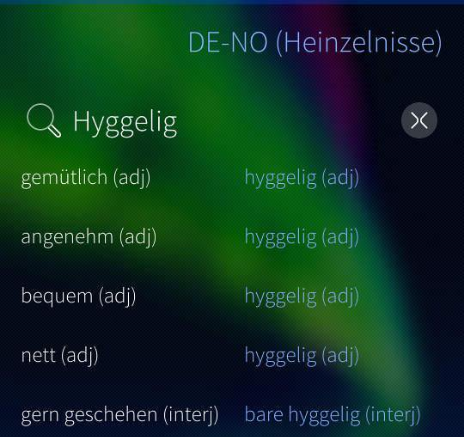 DE-NO (Heinzelnisse)
Hyggelig
gemütlich (adj) hyggelig (adj)
angenehm (adj) hyggelig (adj)
bequem (adj) hyggelig (adj)
nett (adj) hyggelig (adj)
gern geschehen (interj) bare hyggelig (interj)